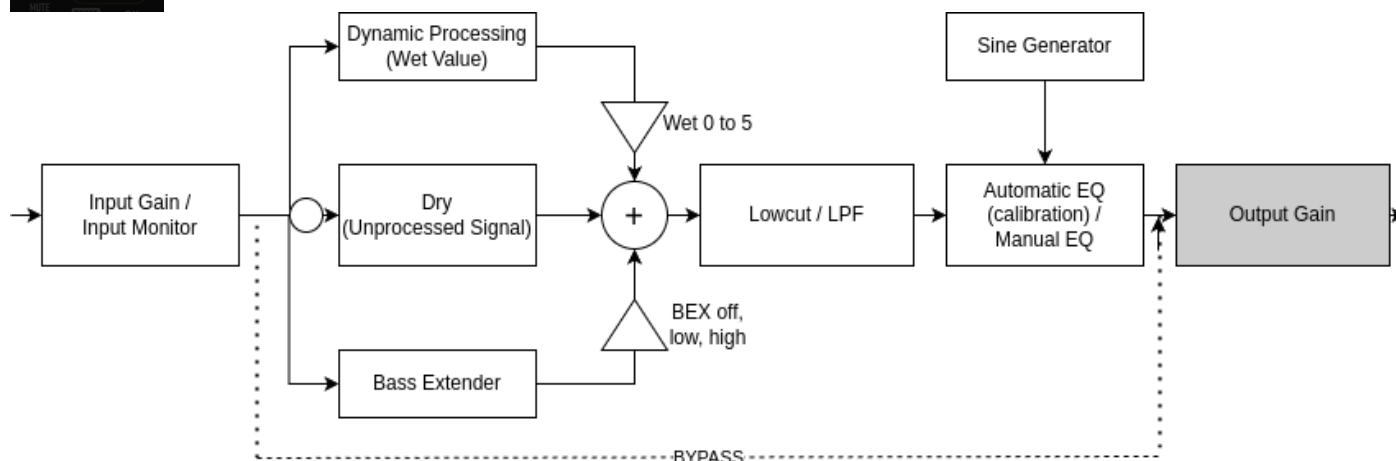 MUTE
Dynamic Processing
(Wet Value)
Sine Generator
Wet 0 to 5
Input Gain /
Input Monitor
Dry
(Unprocessed Signal)
+
Lowcut / LPF
Automatic EQ
(calibration) /
Manual EQ
Output Gain
BEX off,
low, high
Bass Extender
BYPASS